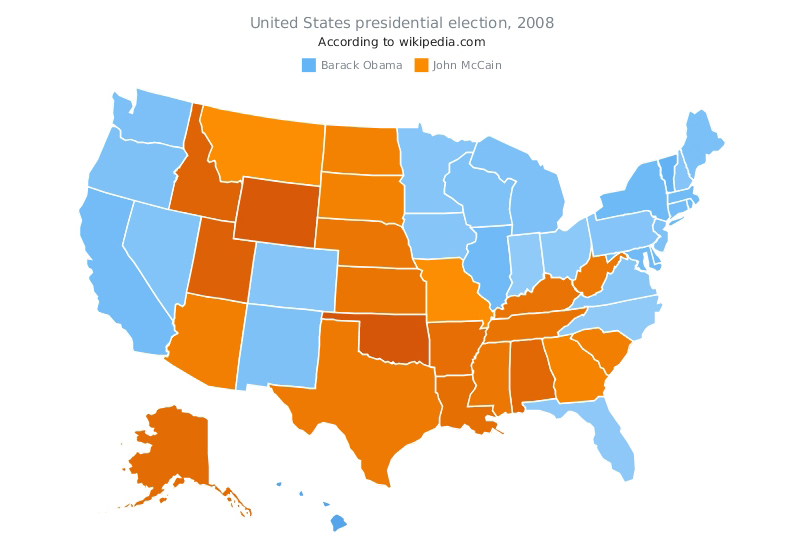 United States presidential election, 2008
According to wikipedia.com
Barack Obama John McCain